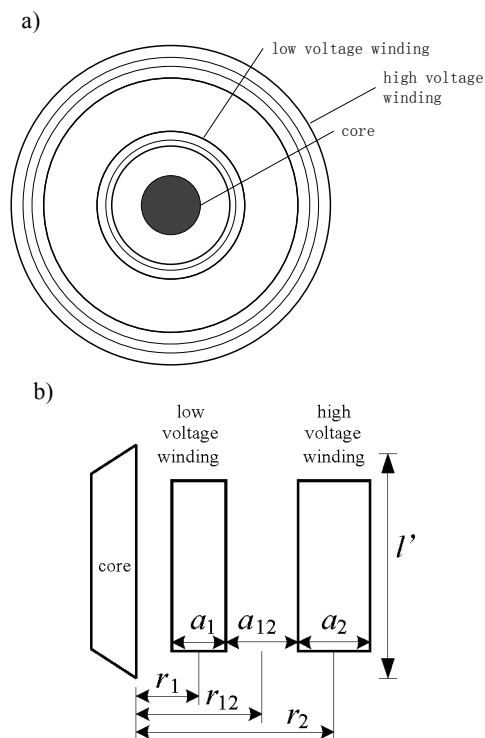 a)
low voltage winding
high voltage
winding
core
b)
low
voltage
winding
high
voltage
winding
core
l’
a1
a12
a2
r1
r12
r2